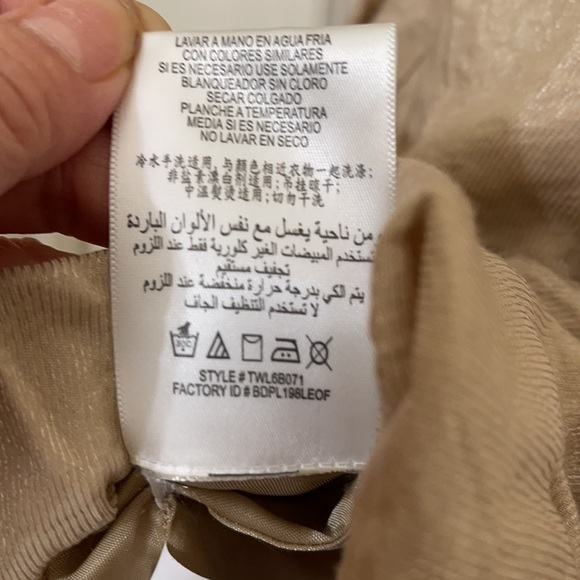 LAVAR A MANO EN AGUA FRIA
CON COLORES SIMILARES
SI ES NECESARIO USE SOLAMENTE
BLANQUEADOR SIN CLORO
SECAR COLGADO
PLANCHE A TEMPERATURA
MEDIA SI ES NECESARIO
NO LAVAR EN SECO
冷水手洗适用，与颜色相近衣物一起洗涤；
非盐素漂白剂适用；吊挂晾干；
中温熨烫适用；切勿干洗
من ناحية يغسل مع نفس الألوان الباردة
تستخدم المبيضات الغير كلورية فقط عند اللزوم
تجفيف مستقيم
يتم الكي بدرجة حرارة منخفضة عند اللزوم
لا تستخدم التنظيف الجاف
30C
STYLE # TWL6B071
FACTORY ID # BDPL198LEOF